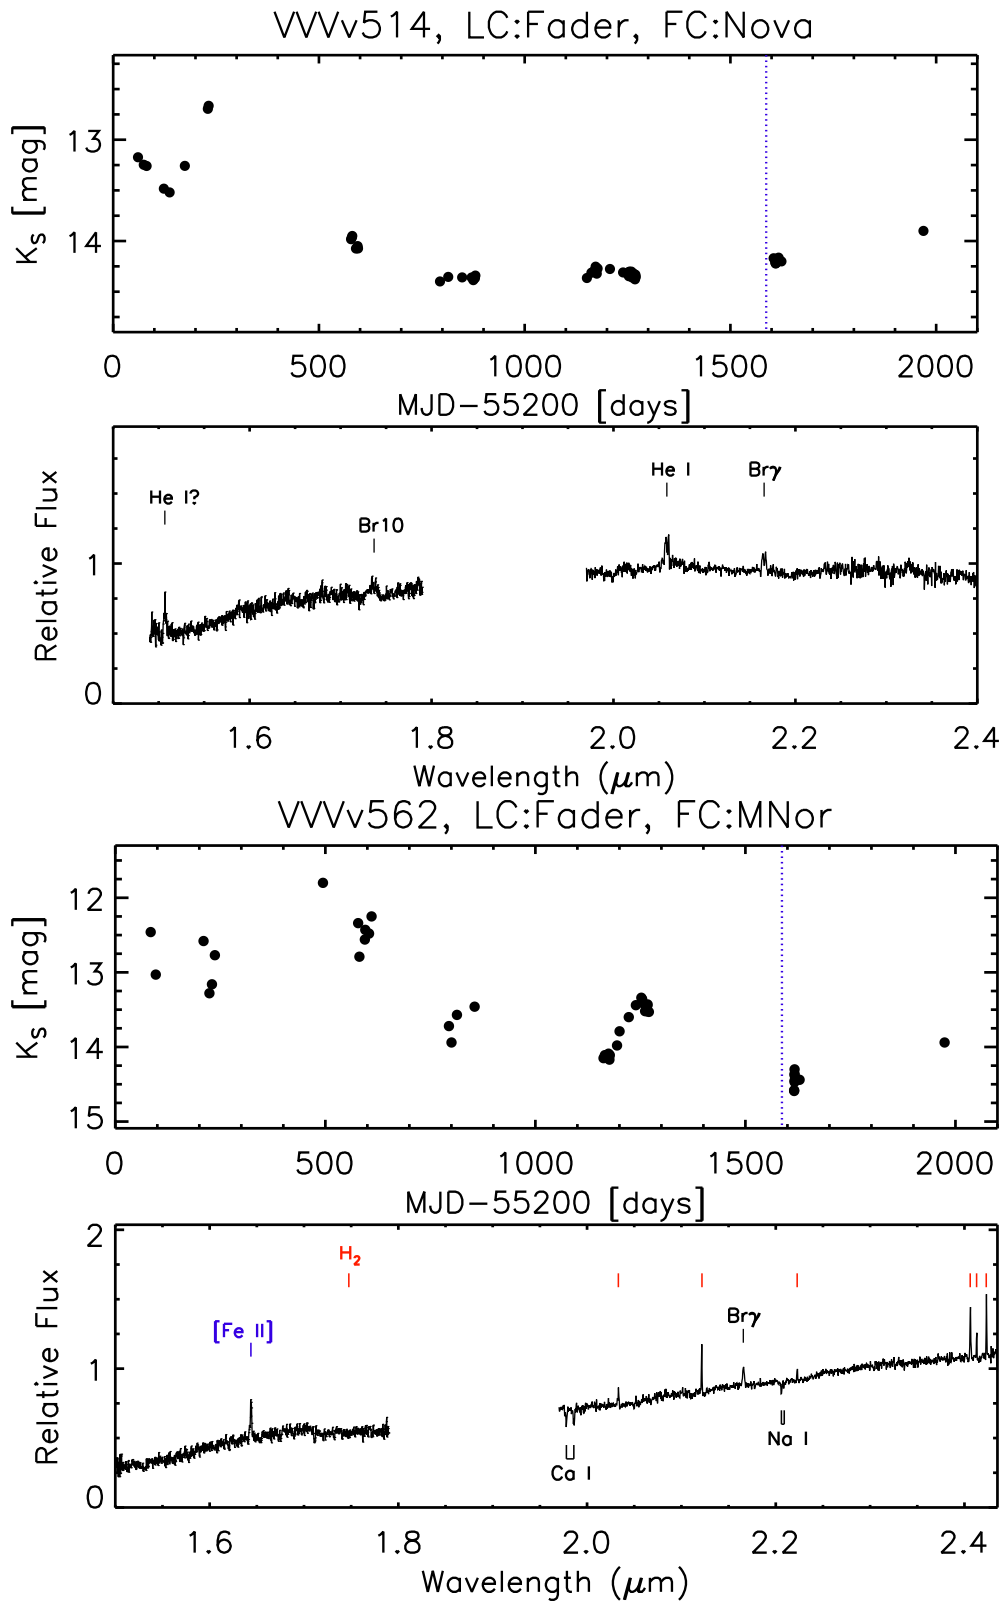 VVVv514, LC:Fader, FC:Nova
Ks [mag]
13
14
0 500 1000 1500 2000
MJD-55200 [days]
Relative Flux
He I?
Br10
He I
Brγ
1
0
1.6 1.8 2.0 2.2 2.4
Wavelength (μm)
VVVv562, LC:Fader, FC:MNor
Ks [mag]
12
13
14
15
0 500 1000 1500 2000
MJD-55200 [days]
Relative Flux
2
H2
[Fe II]
Brγ
1
Na I
Ca I
0
1.6 1.8 2.0 2.2 2.4
Wavelength (μm)